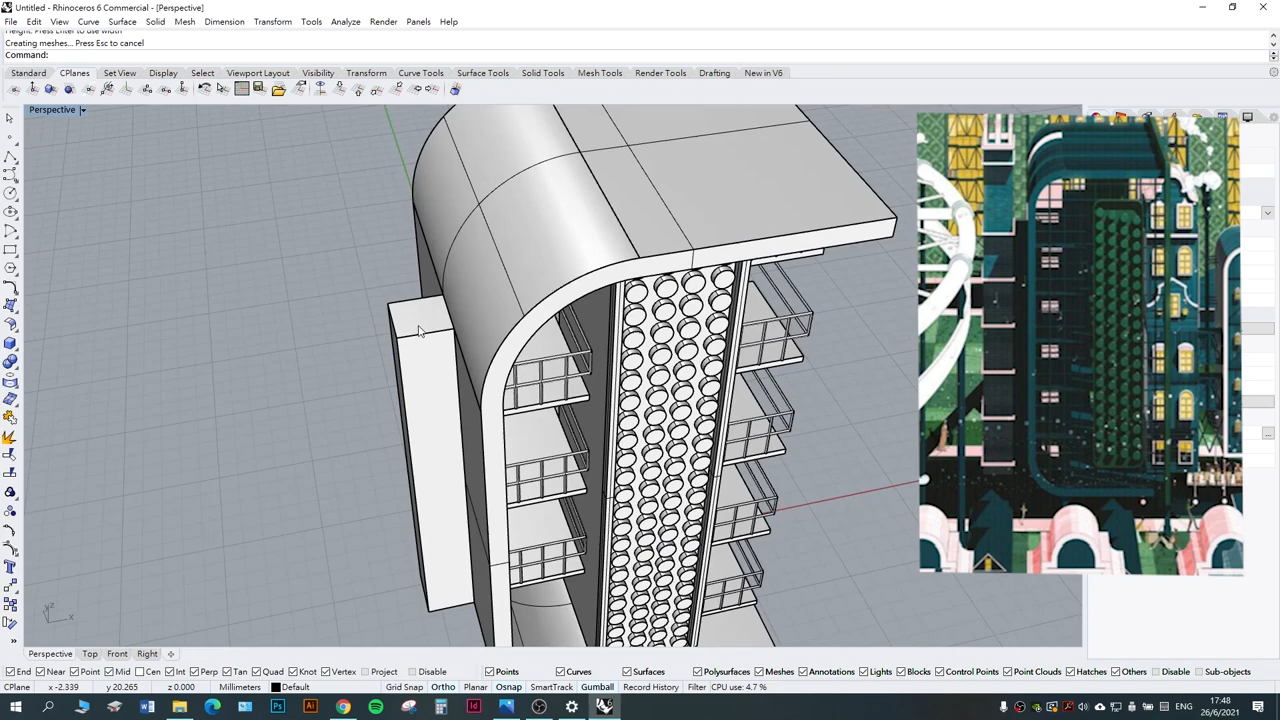 Untitled - Rhinoceros 6 Commercial - [Perspective]
File Edit View Curve Surface Solid Mesh Dimension Transform Tools Analyze Render Panels Help
Height. Press Enter to use width
Creating meshes... Press Esc to cancel
Command:
Standard CPlanes Set View Display Select Viewport Layout Visibility Transform Curve Tools Surface Tools Solid Tools Mesh Tools Render Tools Drafting New in V6
Perspective
z y x
Perspective Top Front Right
End Near Point Mid Cen Int Perp Tan Quad Knot Vertex Project Disable Points Curves Surfaces Polysurfaces Meshes Annotations Lights Blocks Control Points Point Clouds Hatches Others Disable Sub-objects
CPlane x -2.339 y 20.265 z 0.000 Millimeters Default Grid Snap Ortho Planar Osnap SmartTrack Gumball Record History Filter CPU use: 4.7 %
ENG 17:48
26/6/2021